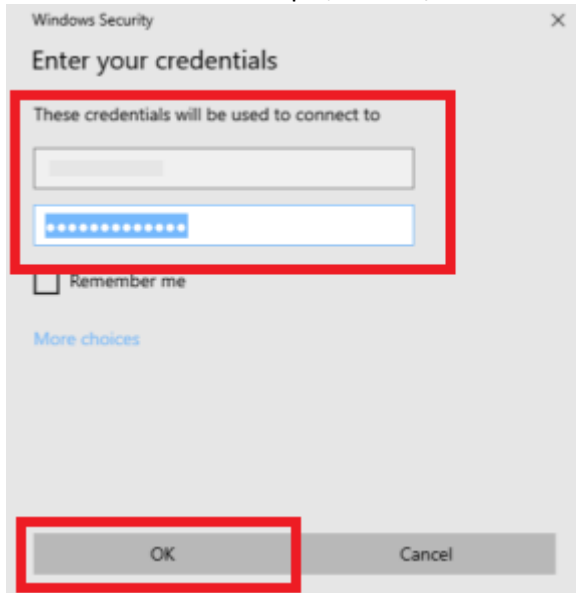 Windows Security
Enter your credentials
These credentials will be used to connect to
Remember me
More choices
OK
Cancel